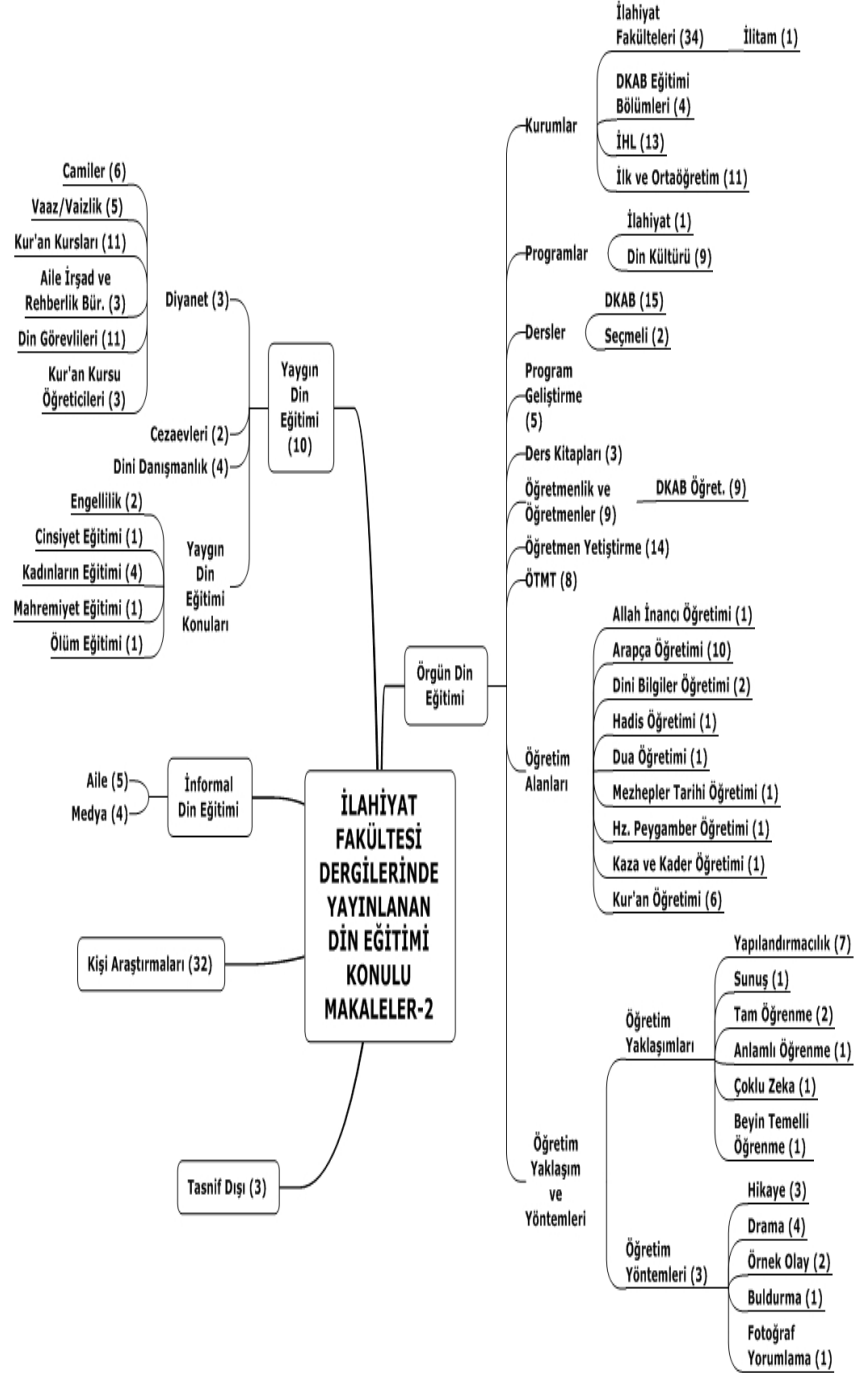 İLAHİYAT
FAKÜLTESİ
DERGİLERİNDE
YAYINLANAN
DİN EĞİTİMİ
KONULU
MAKALELER-2
Örgün Din
Eğitimi
Kurumlar
İlahiyat
Fakülteleri (34)
İlitam (1)
DKAB Eğitimi
Bölümleri (4)
İHL (13)
İlk ve Ortaöğretim (11)
Programlar
İlahiyat (1)
Din Kültürü (9)
Dersler
DKAB (15)
Seçmeli (2)
Program
Geliştirme
(5)
Ders Kitapları (3)
Öğretmenlik ve
Öğretmenler (9)
DKAB Öğret. (9)
Öğretmen Yetiştirme (14)
ÖTMT (8)
Öğretim
Alanları
Allah İnancı Öğretimi (1)
Arapça Öğretimi (10)
Dini Bilgiler Öğretimi (2)
Hadis Öğretimi (1)
Dua Öğretimi (1)
Mezhepler Tarihi Öğretimi (1)
Hz. Peygamber Öğretimi (1)
Kaza ve Kader Öğretimi (1)
Kur'an Öğretimi (6)
Öğretim
Yaklaşım
ve
Yöntemleri
Öğretim
Yaklaşımları
Yapılandırmacılık (7)
Sunuş (1)
Tam Öğrenme (2)
Anlamlı Öğrenme (1)
Çoklu Zeka (1)
Beyin Temelli
Öğrenme (1)
Öğretim
Yöntemleri (3)
Hikaye (3)
Drama (4)
Örnek Olay (2)
Buldurma (1)
Fotoğraf
Yorumlama (1)
Yaygın
Din
Eğitimi
(10)
Diyanet (3)
Camiler (6)
Vaaz/Vaizlik (5)
Kur'an Kursları (11)
Aile İrşad ve
Rehberlik Bür. (3)
Din Görevlileri (11)
Kur'an Kursu
Öğreticileri (3)
Cezaevleri (2)
Dini Danışmanlık (4)
Yaygın
Din
Eğitimi
Konuları
Engellilik (2)
Cinsiyet Eğitimi (1)
Kadınların Eğitimi (4)
Mahremiyet Eğitimi (1)
Ölüm Eğitimi (1)
İnformal
Din Eğitimi
Aile (5)
Medya (4)
Kişi Araştırmaları (32)
Tasnif Dışı (3)